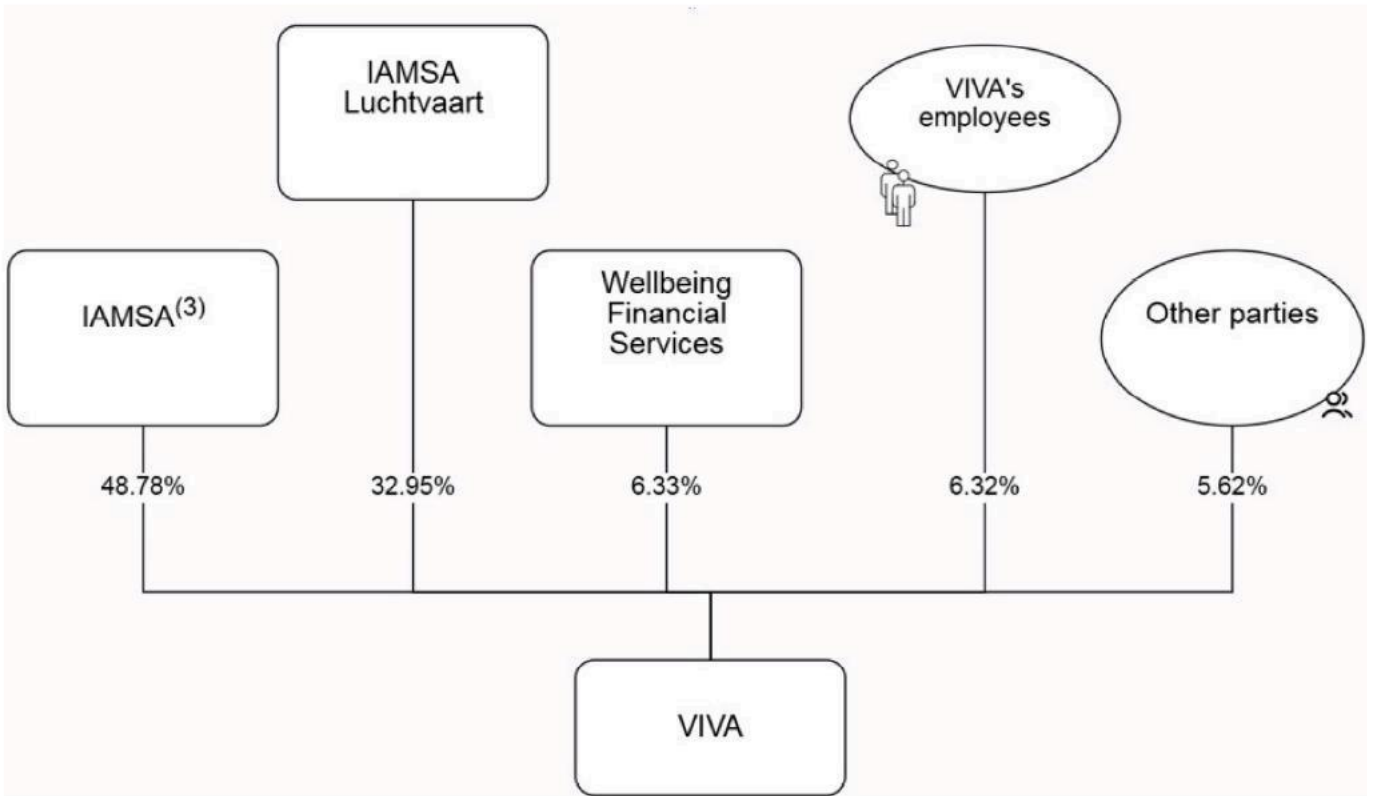 IAMSA
Luchtvaart
VIVA's
employees
IAMSA(3)
Wellbeing
Financial
Services
Other parties
48.78%
32.95%
6.33%
6.32%
5.62%
VIVA